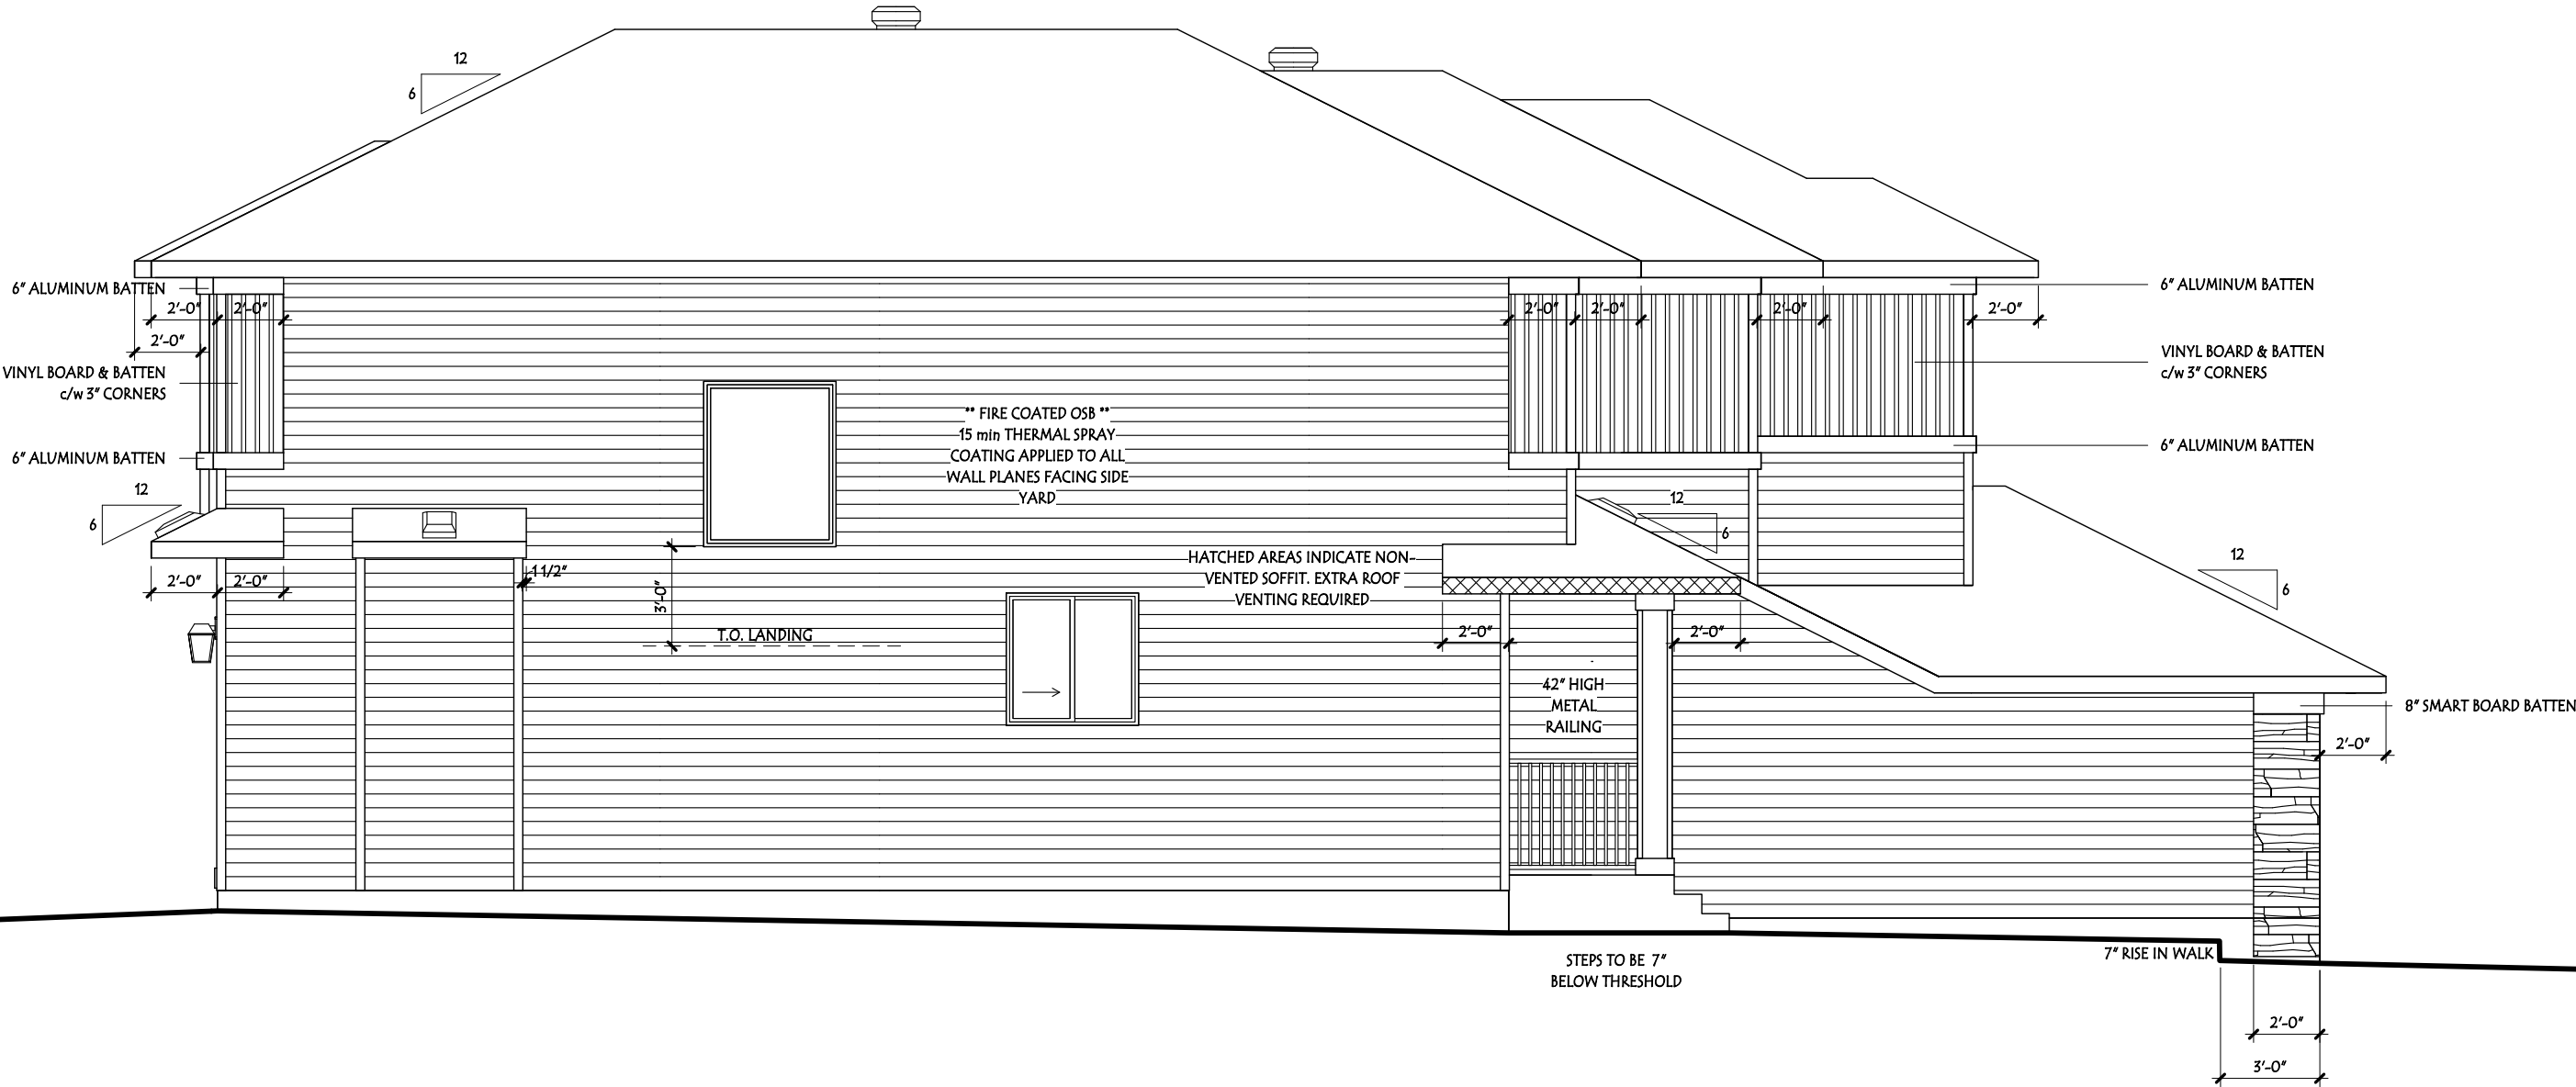 12
6
6" ALUMINUM BATTEN
2'-0"
2'-0"
2'-0"
VINYL BOARD & BATTEN
c/w 3" CORNERS
6" ALUMINUM BATTEN
12
6
2'-0"
2'-0"
1 1/2"
3'-0"
T.O. LANDING
** FIRE COATED OSB **
15 min THERMAL SPRAY
COATING APPLIED TO ALL
WALL PLANES FACING SIDE
YARD
HATCHED AREAS INDICATE NON-
VENTED SOFFIT. EXTRA ROOF
VENTING REQUIRED
2'-0"
2'-0"
2'-0"
2'-0"
6" ALUMINUM BATTEN
VINYL BOARD & BATTEN
c/w 3" CORNERS
6" ALUMINUM BATTEN
12
6
12
6
2'-0"
2'-0"
42" HIGH
METAL
RAILING
8" SMART BOARD BATTEN
2'-0"
STEPS TO BE 7"
BELOW THRESHOLD
7" RISE IN WALK
2'-0"
3'-0"